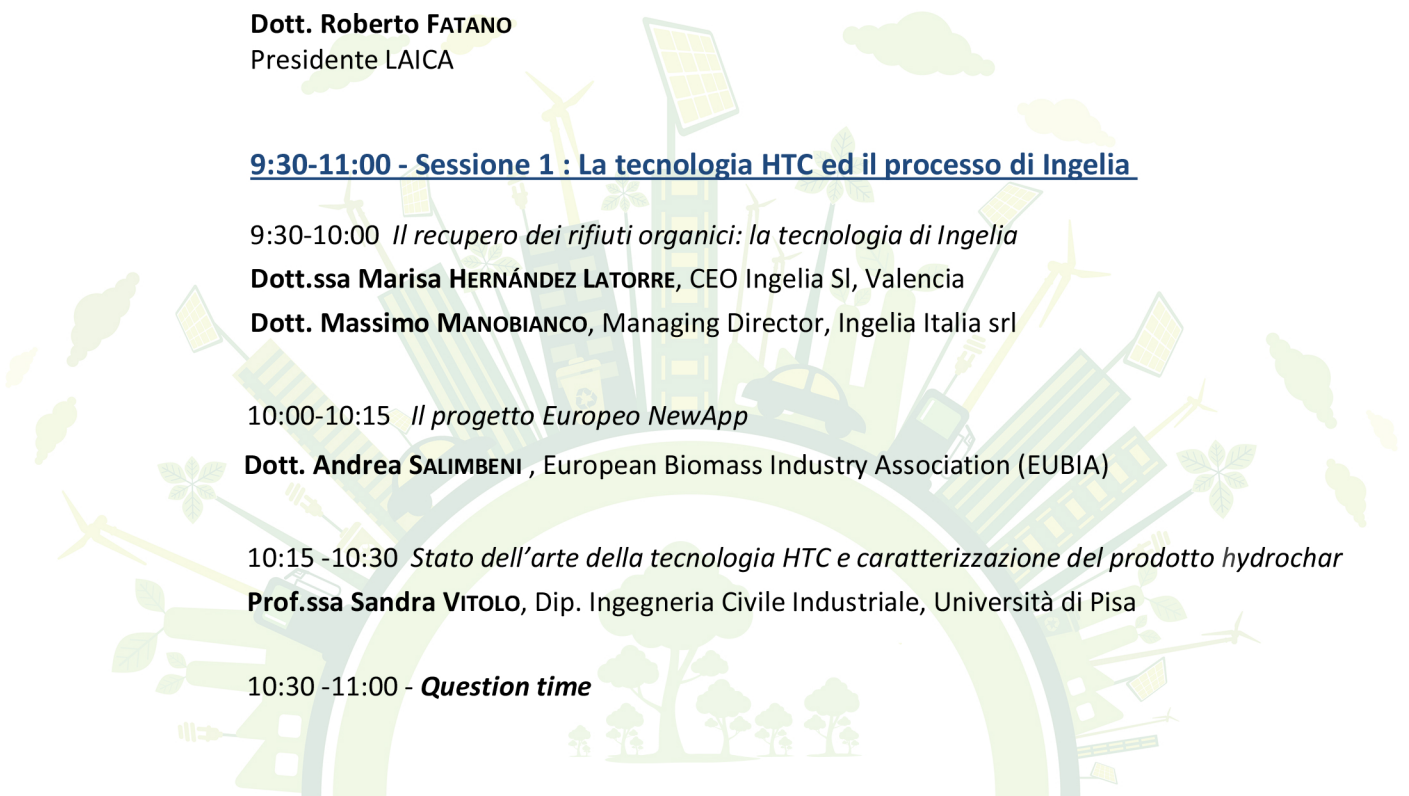 Dott. Roberto FATANO
Presidente LAICA
9:30-11:00 - Sessione 1 : La tecnologia HTC ed il processo di Ingelia
9:30-10:00 Il recupero dei rifiuti organici: la tecnologia di Ingelia
Dott.ssa Marisa HERNÁNDEZ LATORRE, CEO Ingelia Sl, Valencia
Dott. Massimo MANOBIANCO, Managing Director, Ingelia Italia srl
10:00-10:15 Il progetto Europeo NewApp
Dott. Andrea SALIMBENI , European Biomass Industry Association (EUBIA)
10:15 -10:30 Stato dell’arte della tecnologia HTC e caratterizzazione del prodotto hydrochar
Prof.ssa Sandra VITOLO, Dip. Ingegneria Civile Industriale, Università di Pisa
10:30 -11:00 - Question time